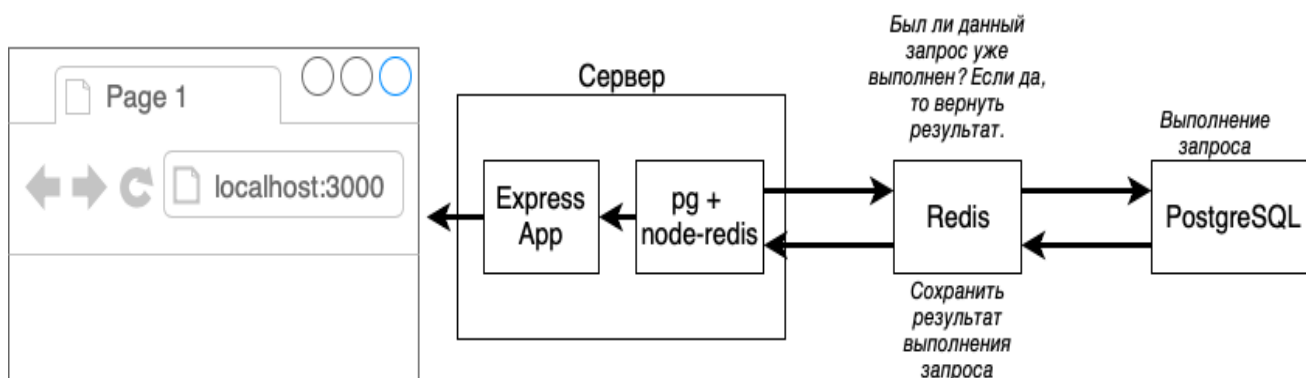 Page 1
localhost:3000
Сервер
Express
App
pg +
node-redis
Был ли данный
запрос уже
выполнен? Если да,
то вернуть
результат.
Redis
Сохранить
результат
выполнения
запроса
Выполнение
запроса
PostgreSQL